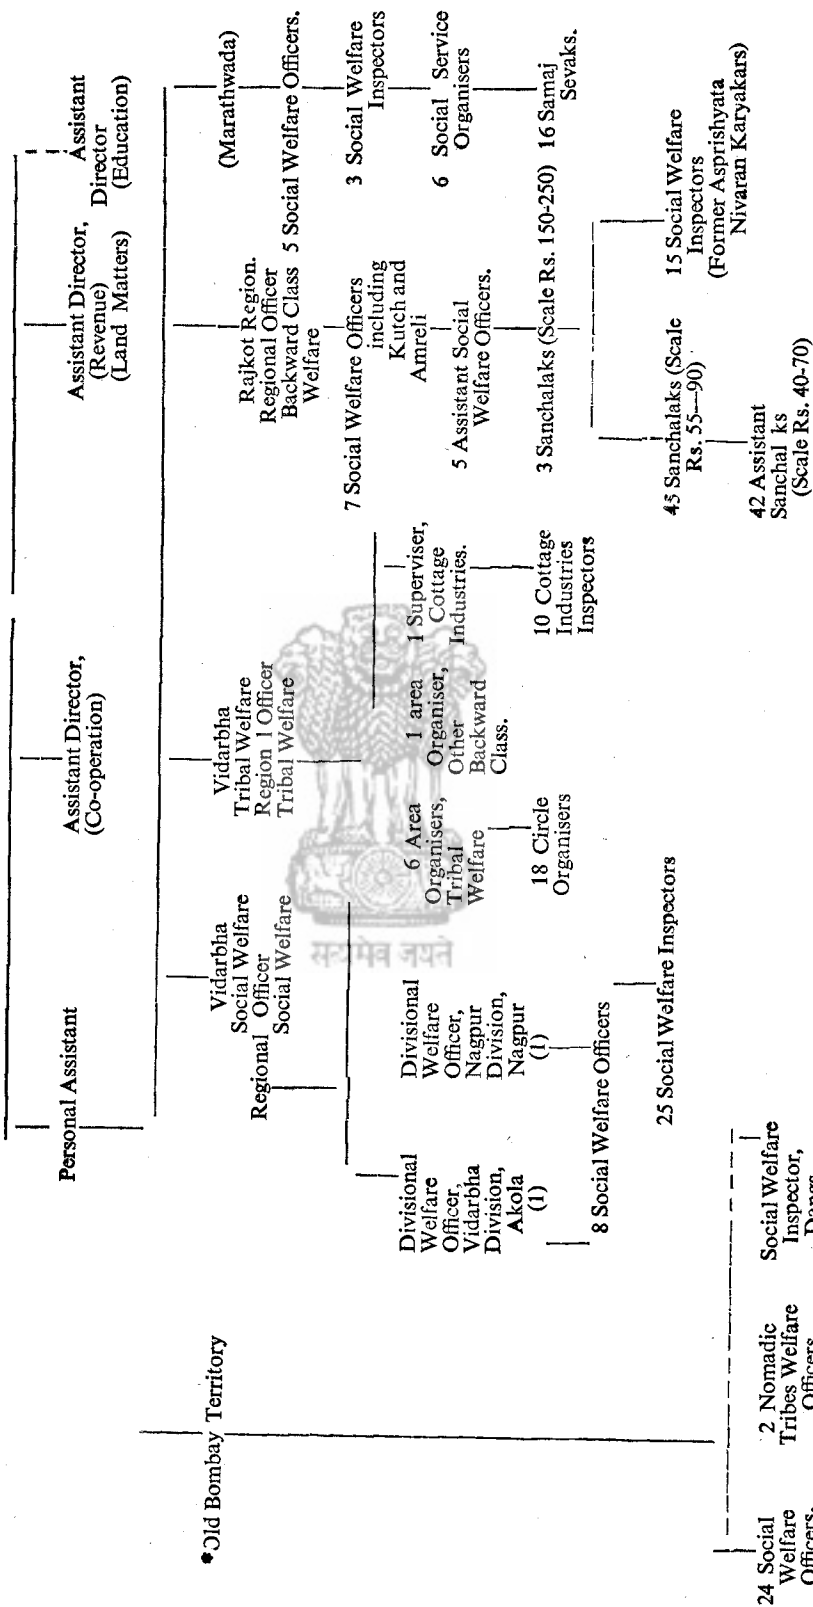 Personal Assistant
Assistant Director,
(Co-operation)
Assistant Director,
(Revenue)
(Land Matters)
Assistant
Director
(Education)
*Old Bombay Territory
Regional
Vidarbha
Social Welfare
Officer
Social Welfare
Vidarbha
Tribal Welfare
Region 1 Officer
Tribal Welfare
Rajkot Region.
Regional Officer
Backward Class
Welfare
(Marathwada)
5 Social Welfare Officers.
7 Social Welfare Officers
including
Kutch and
Amreli
3 Social Welfare
Inspectors
Divisional
Welfare
Officer,
Vidarbha
Division,
Akola
(1)
Divisional
Welfare
Officer,
Nagpur
Division,
Nagpur
(1)
6 Area
Organisers,
Tribal
Welfare
1 area
Organiser,
Other
Backward
Class.
1 Superviser,
Cottage
Industries.
5 Assistant Social
Welfare Officers.
6 Social Service
Organisers
18 Circle
Organisers
10 Cottage
Industries
Inspectors
3 Sanchalaks (Scale Rs. 150-250)
16 Samaj
Sevaks.
8 Social Welfare Officers
25 Social Welfare Inspectors
45 Sanchalaks (Scale
Rs. 55—90)
15 Social Welfare
Inspectors
(Former Asprishyata
Nivaran Karyakars)
42 Assistant
Sanchal ks
(Scale Rs. 40-70)
24 Social
Welfare
Officers.
2 Nomadic
Tribes Welfare
Officers
Social Welfare
Inspector,
Dangs
सत्यमेव जयते